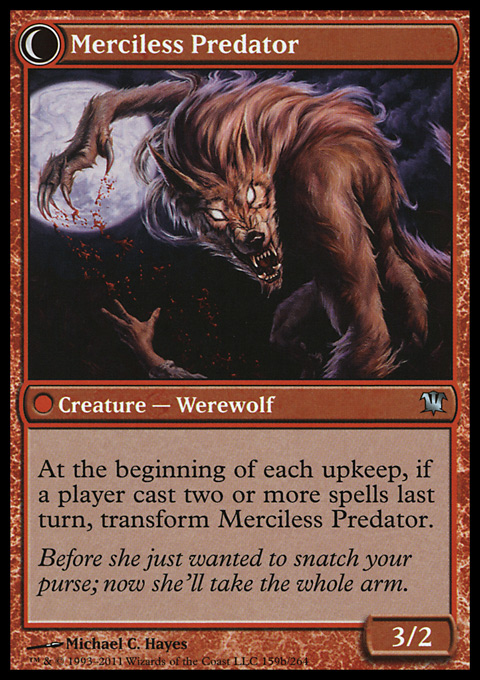 Merciless Predator
Creature — Werewolf
At the beginning of each upkeep, if
a player cast two or more spells last
turn, transform Merciless Predator.
Before she just wanted to snatch your
purse; now she'll take the whole arm.
Michael C. Hayes
3/2
™ & © 1993–2011 Wizards of the Coast LLC 159b/264